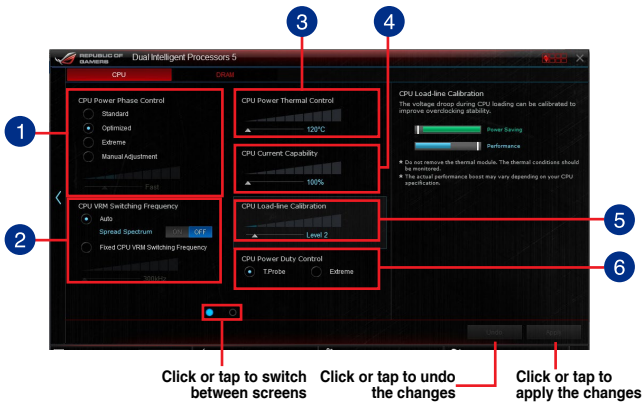 3
4
REPUBLIC OF
GAMERS
Dual Intelligent Processors 5
CPU
DRAM
1
CPU Power Phase Control
Standard
Optimized
Extreme
Manual Adjustment
Fast
2
CPU VRM Switching Frequency
Auto
Spread Spectrum
ON
OFF
Fixed CPU VRM Switching Frequency
300kHz
CPU Power Thermal Control
120°C
CPU Current Capability
100%
CPU Load-line Calibration
Level 2
5
CPU Power Duty Control
T.Probe
Extreme
6
CPU Load-line Calibration
The voltage droop during CPU loading can be calibrated to
improve overclocking stability.
Power Saving
Performance
* Do not remove the thermal module. The thermal conditions should
be monitored.
* The actual performance boost may vary depending on your CPU
specification.
Undo
Apply
Click or tap to switch
between screens
Click or tap to undo
the changes
Click or tap to
apply the changes